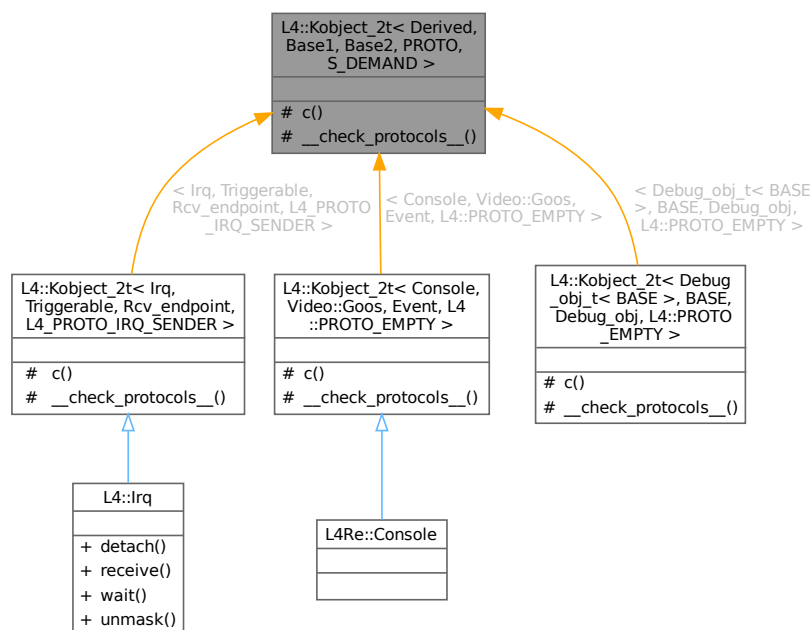 L4::Kobject_2t< Derived,
Base1, Base2, PROTO,
S_DEMAND >
# c()
# __check_protocols__()
< Irq, Triggerable,
Rcv_endpoint, L4_PROTO
_IRQ_SENDER >
< Console, Video::Goos,
Event, L4::PROTO_EMPTY >
< Debug_obj_t< BASE
>, BASE, Debug_obj,
L4::PROTO_EMPTY >
L4::Kobject_2t< Irq,
Triggerable, Rcv_endpoint,
L4_PROTO_IRQ_SENDER >
# c()
# __check_protocols__()
L4::Kobject_2t< Console,
Video::Goos, Event, L4
::PROTO_EMPTY >
# c()
# __check_protocols__()
L4::Kobject_2t< Debug
_obj_t< BASE >, BASE,
Debug_obj, L4::PROTO
_EMPTY >
# c()
# __check_protocols__()
L4::Irq
+ detach()
+ receive()
+ wait()
+ unmask()
L4Re::Console